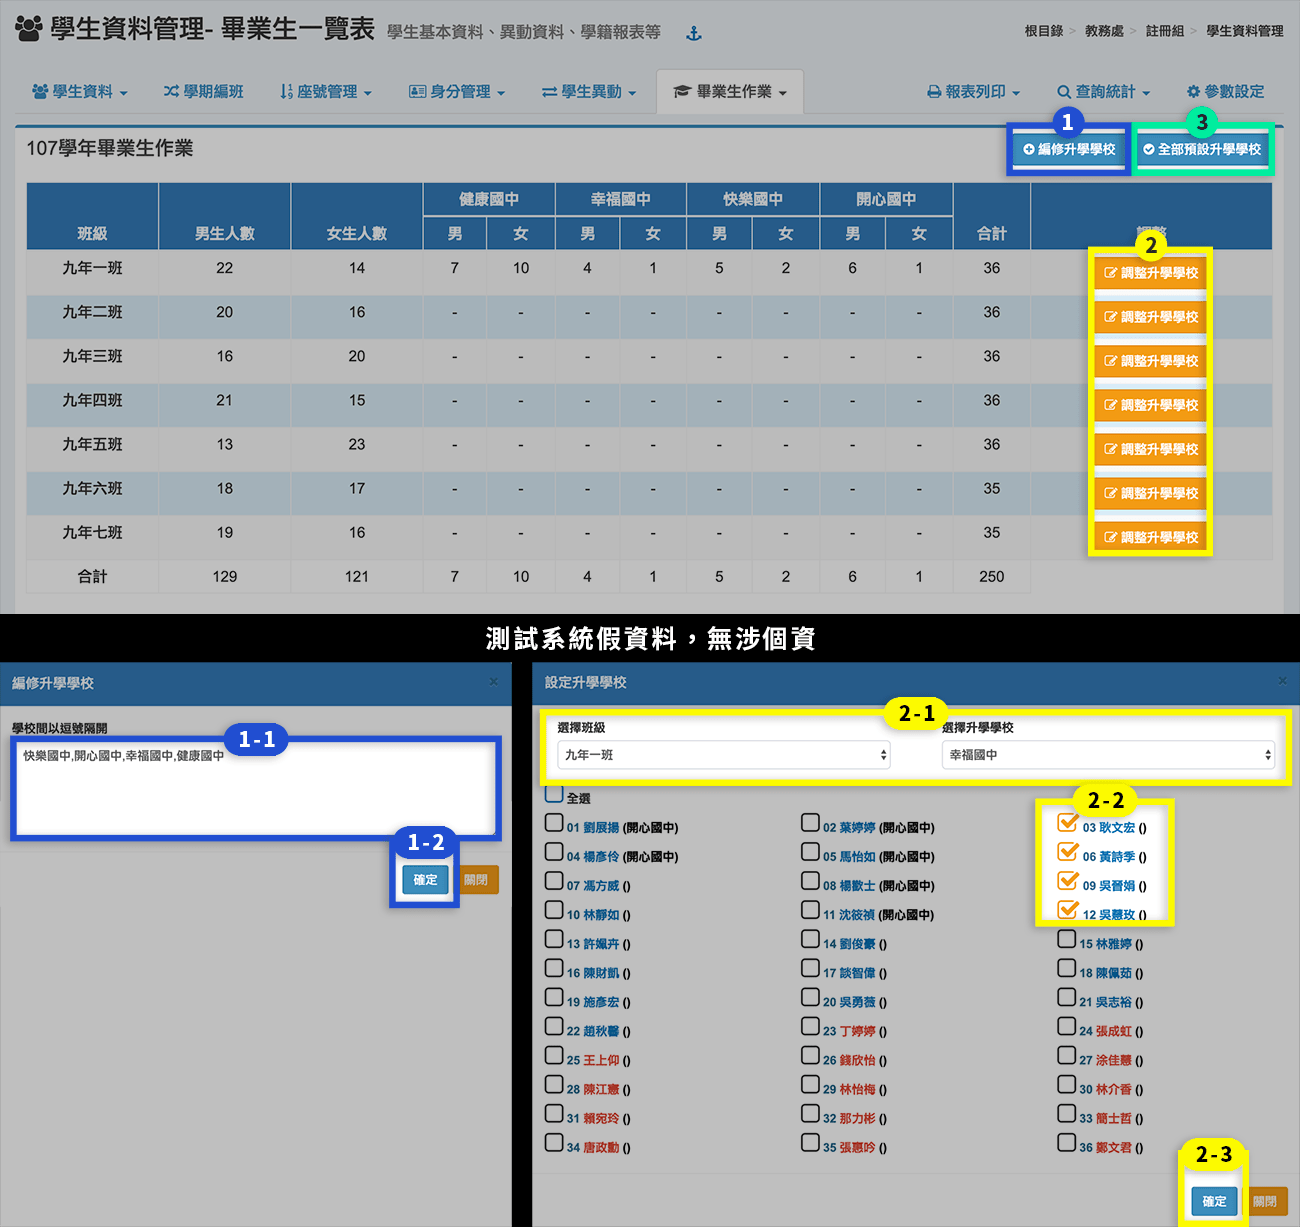 學生資料管理- 畢業生一覽表 學生基本資料、異動資料、學籍報表等
根目錄 > 教務處 > 註冊組 > 學生資料管理
學生資料 學期編班 座號管理 身分管理 學生異動 畢業生作業 報表列印 查詢統計 參數設定
1 3
107學年畢業生作業 編修升學學校 全部預設升學學校
健康國中 幸福國中 快樂國中 開心國中
班級 男生人數 女生人數 男 女 男 女 男 女 男 女 合計
2
九年一班 22 14 7 10 4 1 5 2 6 1 36 調整升學學校
九年二班 20 16 - - - - - - - - 36 調整升學學校
九年三班 16 20 - - - - - - - - 36 調整升學學校
九年四班 21 15 - - - - - - - - 36 調整升學學校
九年五班 13 23 - - - - - - - - 36 調整升學學校
九年六班 18 17 - - - - - - - - 35 調整升學學校
九年七班 19 16 - - - - - - - - 35 調整升學學校
合計 129 121 7 10 4 1 5 2 6 1 250
測試系統假資料，無涉個資
編修升學學校 ×
學校間以逗號隔開
1-1
快樂國中,開心國中,幸福國中,健康國中
1-2
確定 關閉
設定升學學校 ×
2-1
選擇班級 選擇升學學校
九年一班 幸福國中
全選
2-2
01 劉展揚 (開心國中) 02 葉婷婷 (開心國中) 03 耿文宏 ()
04 楊彥伶 (開心國中) 05 馬怡如 (開心國中) 06 黃詩季 ()
07 馮方威 () 08 楊歡士 (開心國中) 09 吳晉娟 ()
10 林靜如 () 11 沈筱禎 (開心國中) 12 吳慧玫 ()
13 許姵卉 () 14 劉俊豪 () 15 林雅婷 ()
16 陳財凱 () 17 談智偉 () 18 陳佩茹 ()
19 施彥宏 () 20 吳勇薇 () 21 吳志裕 ()
22 趙秋馨 () 23 丁婷婷 () 24 張成虹 ()
25 王上仰 () 26 錢欣怡 () 27 涂佳慧 ()
28 陳江憲 () 29 林怡梅 () 30 林介香 ()
31 賴宛玲 () 32 那力彬 () 33 簡士哲 ()
34 唐政勳 () 35 張惠吟 () 36 鄭文君 ()
2-3
確定 關閉